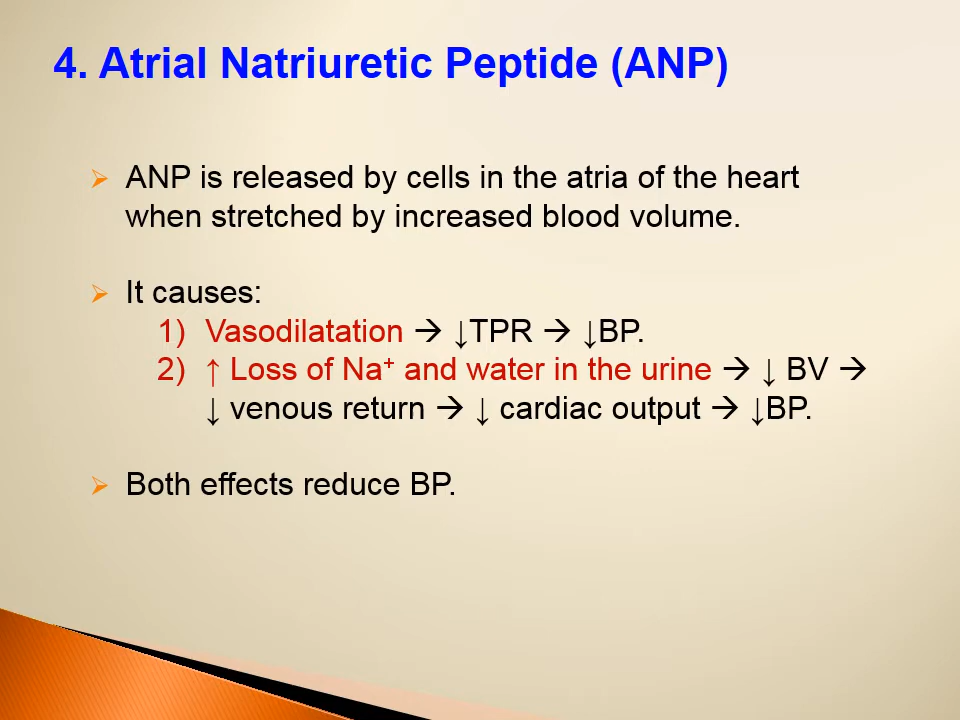 4. Atrial Natriuretic Peptide (ANP)
➢ ANP is released by cells in the atria of the heart
when stretched by increased blood volume.
➢ It causes:
1) Vasodilatation → ↓TPR → ↓BP.
2) ↑ Loss of Na⁺ and water in the urine → ↓ BV →
↓ venous return → ↓ cardiac output → ↓BP.
➢ Both effects reduce BP.